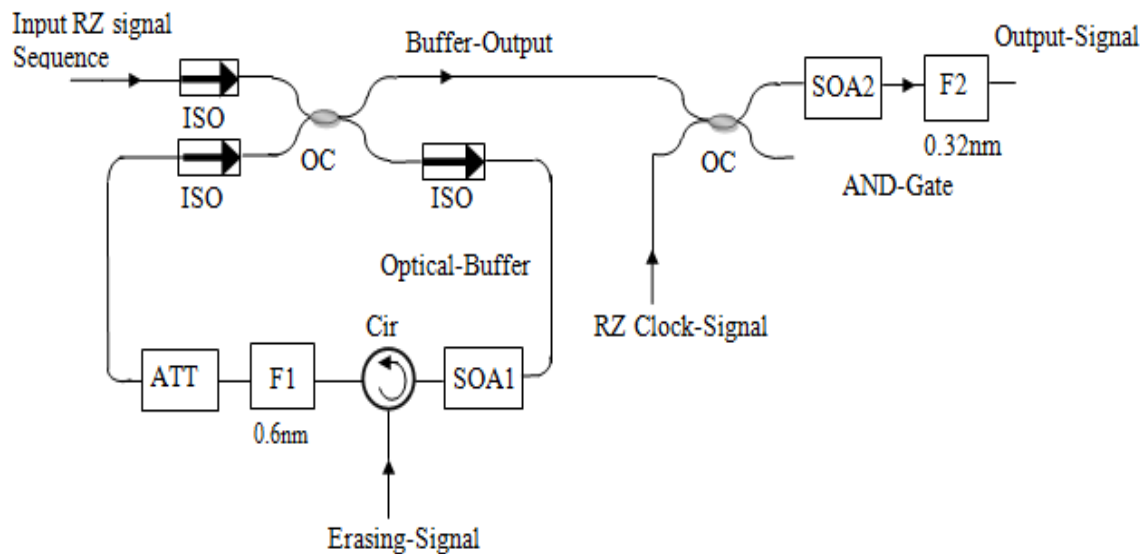 Input RZ signal
Sequence
ISO
ISO
OC
Buffer-Output
ISO
Optical-Buffer
ATT
F1
0.6nm
Cir
SOA1
Erasing-Signal
OC
RZ Clock-Signal
SOA2
F2
0.32nm
Output-Signal
AND-Gate